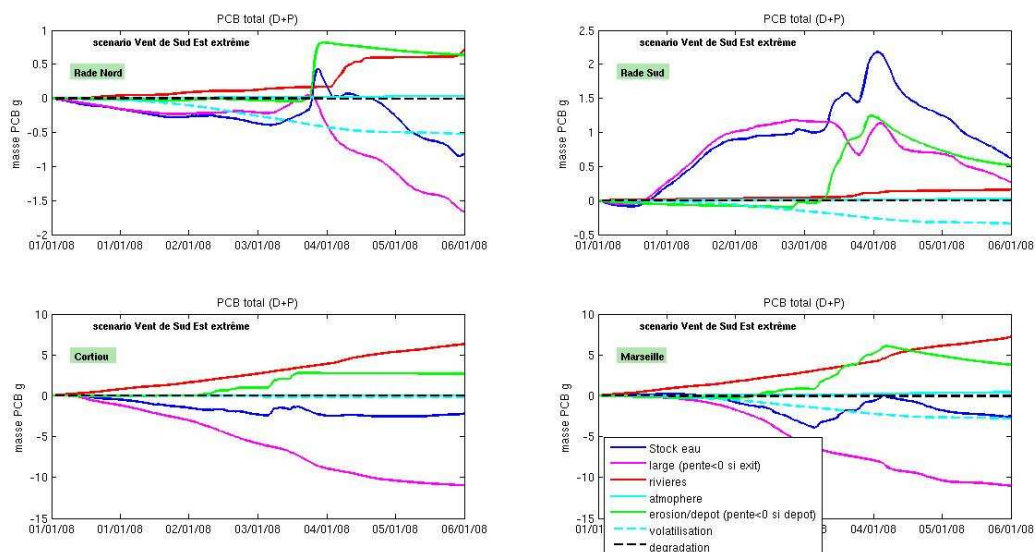 PCB total (D+P)
scenario Vent de Sud Est extrême
Rade Nord
masse PCB g
1
0.5
0
-0.5
-1
-1.5
-2
01/01/08 01/01/08 02/01/08 03/01/08 04/01/08 05/01/08 06/01/08
PCB total (D+P)
scenario Vent de Sud Est extrême
Rade Sud
masse PCB g
2.5
2
1.5
1
0.5
0
0.5
01/01/08 01/01/08 02/01/08 03/01/08 04/01/08 05/01/08 06/01/08
PCB total (D+P)
scenario Vent de Sud Est extrême
Cortiou
masse PCB g
10
5
0
-5
-10
-15
01/01/08 01/01/08 02/01/08 03/01/08 04/01/08 05/01/08 06/01/08
PCB total (D+P)
scenario Vent de Sud Est extrême
Marseille
masse PCB g
10
5
0
-5
-10
-15
01/01/08 04/01/08 05/01/08 06/01/08
Stock eau
large (pente<0 si exit)
rivieres
atmophere
erosion/depot (pente<0 si depot)
volatilisation
degradation